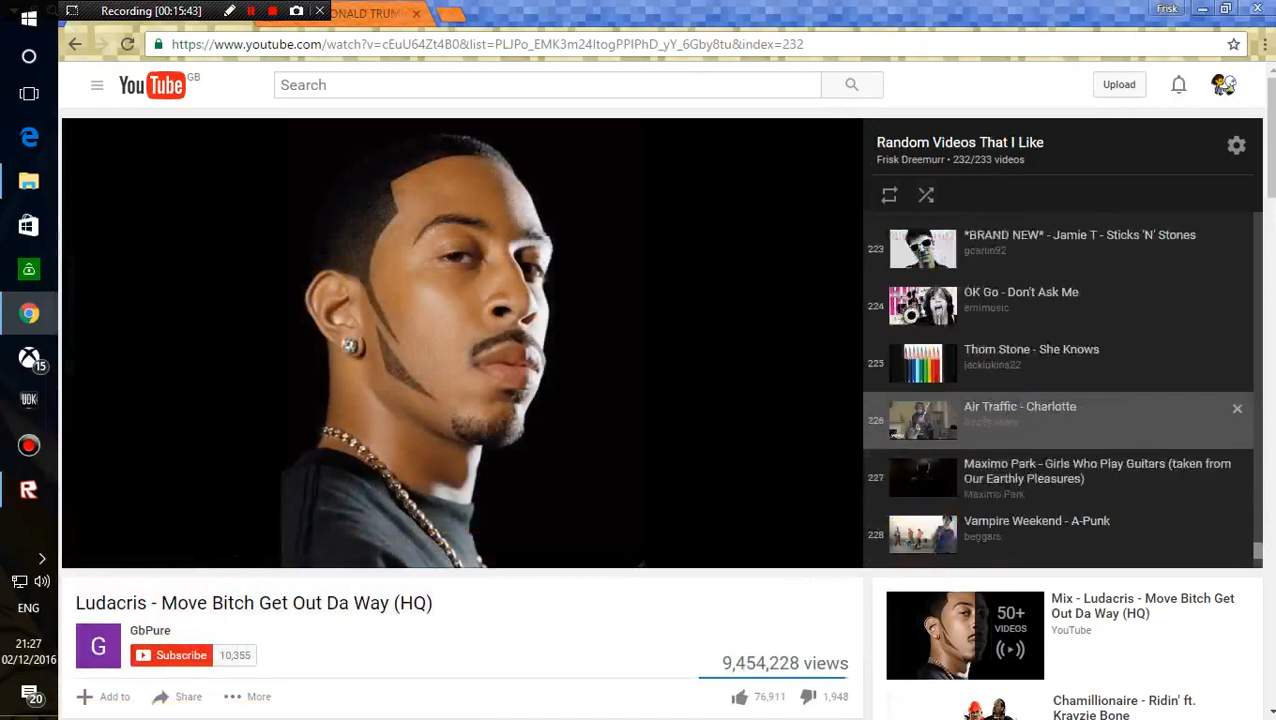 Recording [00:15:43]
ONALD TRUM
Frisk
https://www.youtube.com/watch?v=cEuU64Zt4B0&list=PLJPo_EMK3m24ltogPPlPhD_yY_6Gby8tu&index=232
YouTube GB
Search
Upload
Random Videos That I Like
Frisk Dreemurr • 232/233 videos
223
*BRAND NEW* - Jamie T - Sticks 'N' Stones
gcartin92
224
OK Go - Don't Ask Me
emimusic
225
Thom Stone - She Knows
jacklukins22
226
Air Traffic - Charlotte
227
Maximo Park - Girls Who Play Guitars (taken from
Our Earthly Pleasures)
Maximo Park
228
Vampire Weekend - A-Punk
beggars
15
UDK
ENG
21:27
02/12/2016
20
Ludacris - Move Bitch Get Out Da Way (HQ)
G
GbPure
Subscribe
10,355
9,454,228 views
Add to
Share
More
76,911
1,948
50+
VIDEOS
Mix - Ludacris - Move Bitch Get
Out Da Way (HQ)
YouTube
Chamillionaire - Ridin' ft.
Krayzie Bone